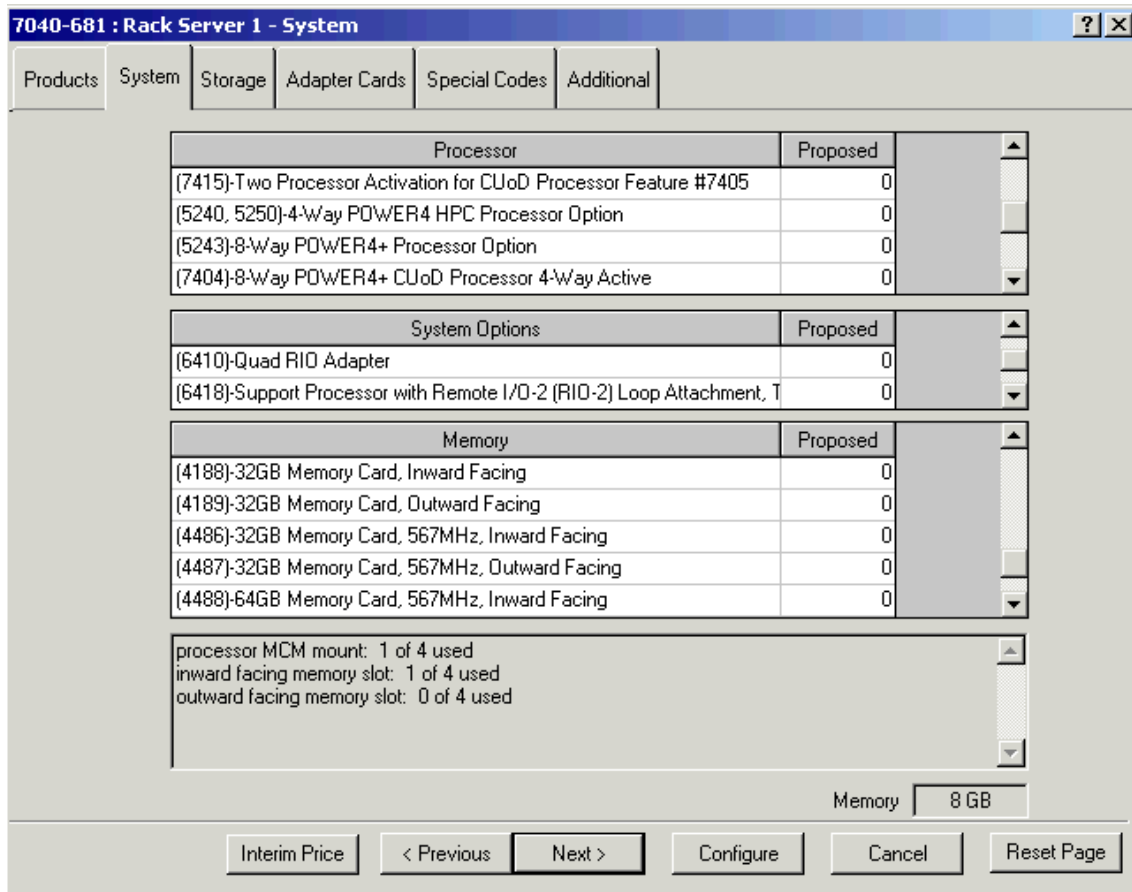 7040-681 : Rack Server 1 - System
Products System Storage Adapter Cards Special Codes Additional
Processor Proposed
(7415)-Two Processor Activation for CUoD Processor Feature #7405 0
(5240, 5250)-4-Way POWER4 HPC Processor Option 0
(5243)-8-Way POWER4+ Processor Option 0
(7404)-8-Way POWER4+ CUoD Processor 4-Way Active 0
System Options Proposed
(6410)-Quad RIO Adapter 0
(6418)-Support Processor with Remote I/O-2 (RIO-2) Loop Attachment, T 0
Memory Proposed
(4188)-32GB Memory Card, Inward Facing 0
(4189)-32GB Memory Card, Outward Facing 0
(4486)-32GB Memory Card, 567MHz, Inward Facing 0
(4487)-32GB Memory Card, 567MHz, Outward Facing 0
(4488)-64GB Memory Card, 567MHz, Inward Facing 0
processor MCM mount: 1 of 4 used
inward facing memory slot: 1 of 4 used
outward facing memory slot: 0 of 4 used
Memory 8 GB
Interim Price < Previous Next > Configure Cancel Reset Page